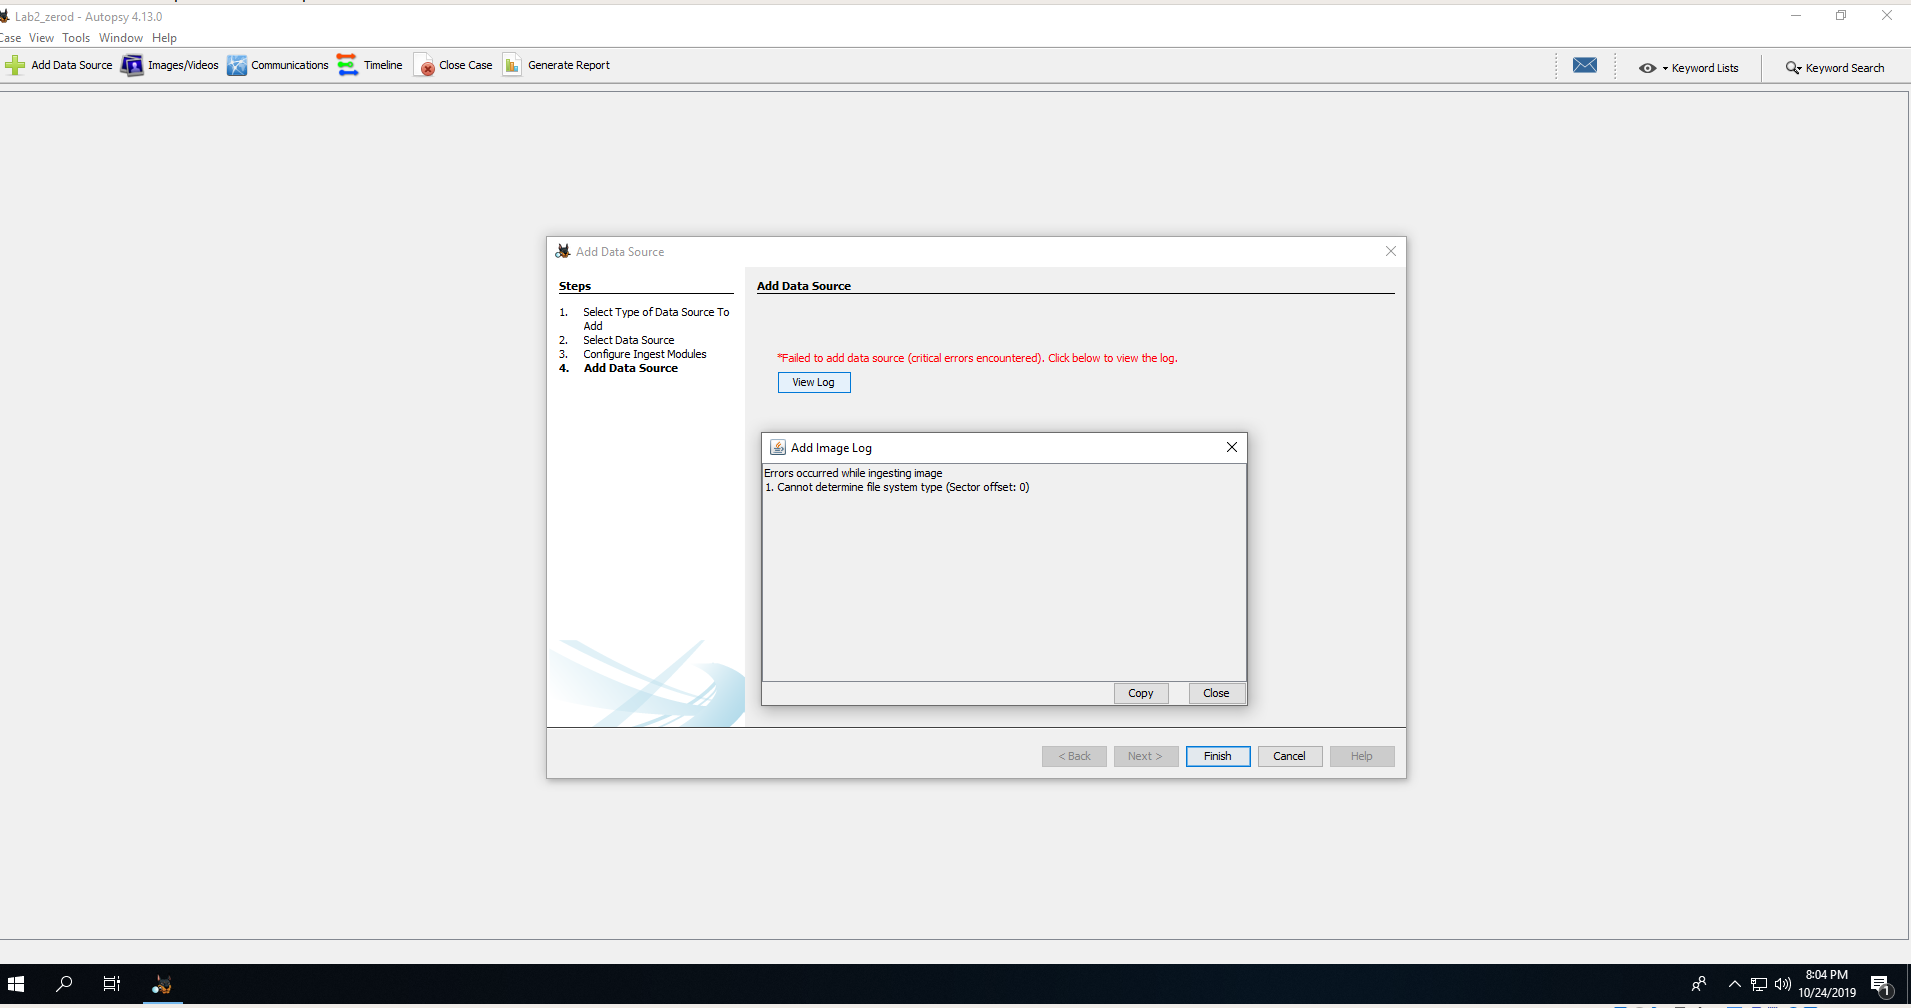 Lab2_zerod - Autopsy 4.13.0
Case View Tools Window Help
Add Data Source Images/Videos Communications Timeline Close Case Generate Report Keyword Lists Keyword Search
Add Data Source
Steps
1. Select Type of Data Source To
Add
2. Select Data Source
3. Configure Ingest Modules
4. Add Data Source
Add Data Source
*Failed to add data source (critical errors encountered). Click below to view the log.
View Log
Add Image Log
Errors occurred while ingesting image
1. Cannot determine file system type (Sector offset: 0)
Copy Close
< Back Next > Finish Cancel Help
8:04 PM
10/24/2019
1